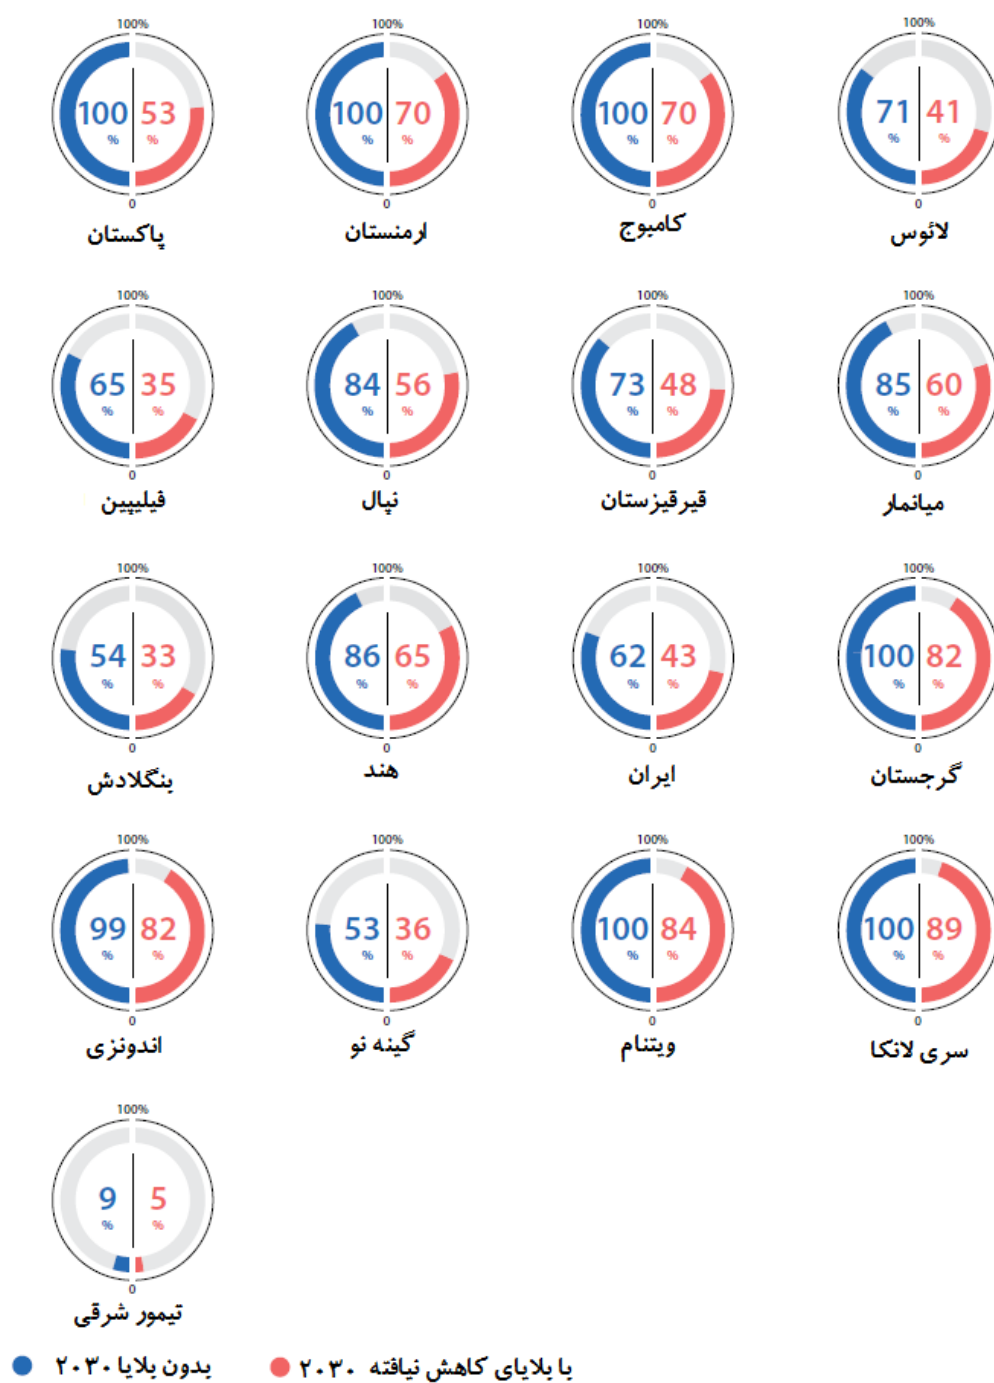 100% 100% 100% 100%
100 53 100 70 100 70 71 41
% % % % % % % %
0 0 0 0
پاکستان ارمنستان کامبوج لائوس
100% 100% 100% 100%
65 35 84 56 73 48 85 60
% % % % % % % %
0 0 0 0
فیلیپین نپال قیرقیزستان میانمار
100% 100% 100% 100%
54 33 86 65 62 43 100 82
% % % % % % % %
0 0 0 0
بنگلادش هند ایران گرجستان
100% 100% 100% 100%
99 82 53 36 100 84 100 89
% % % % % % % %
0 0 0 0
اندونزی گینه نو ویتنام سری لانکا
100%
9 5
% %
0
تیمور شرقی
بدون بلایا ۲۰۳۰
با بلایای کاهش نیافته ۲۰۳۰